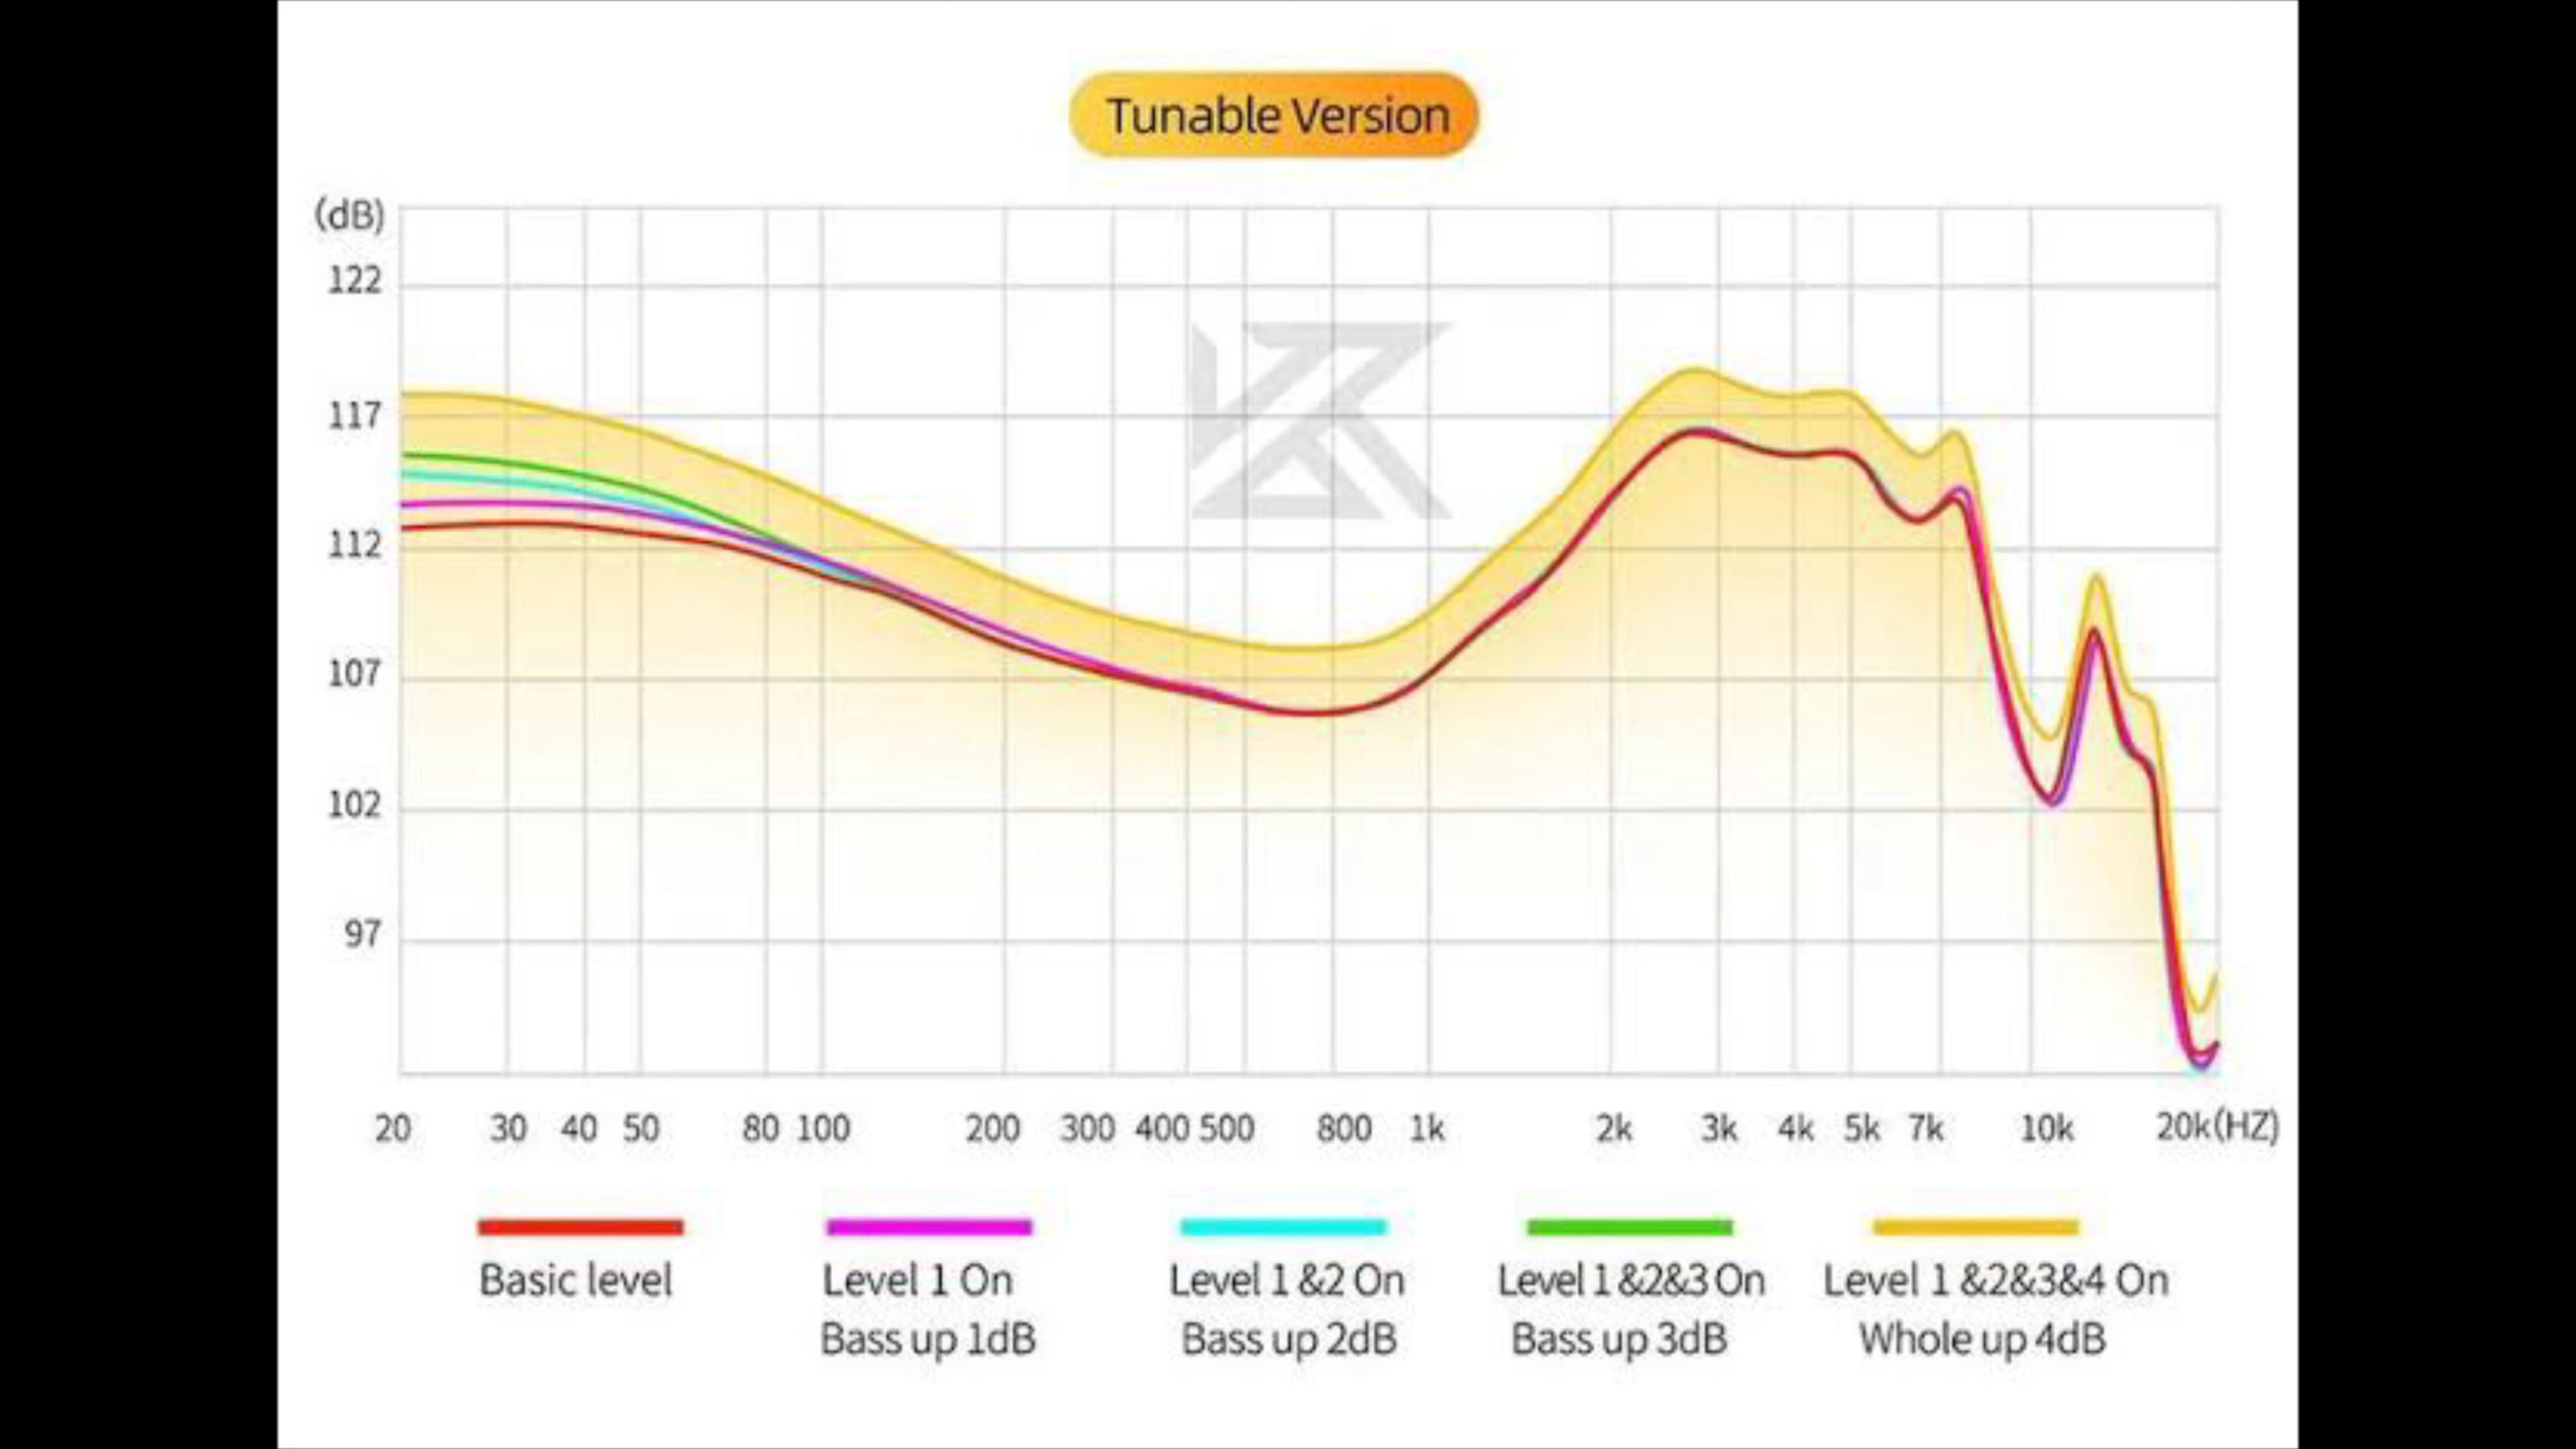 Tunable Version
(dB)
122
117
112
107
102
97
20 30 40 50 80 100 200 300 400 500 800 1k 2k 3k 4k 5k 7k 10k 20k(HZ)
Basic level
Level 1 On
Bass up 1dB
Level 1 &2 On
Bass up 2dB
Level 1 &2&3 On
Bass up 3dB
Level 1 &2&3&4 On
Whole up 4dB